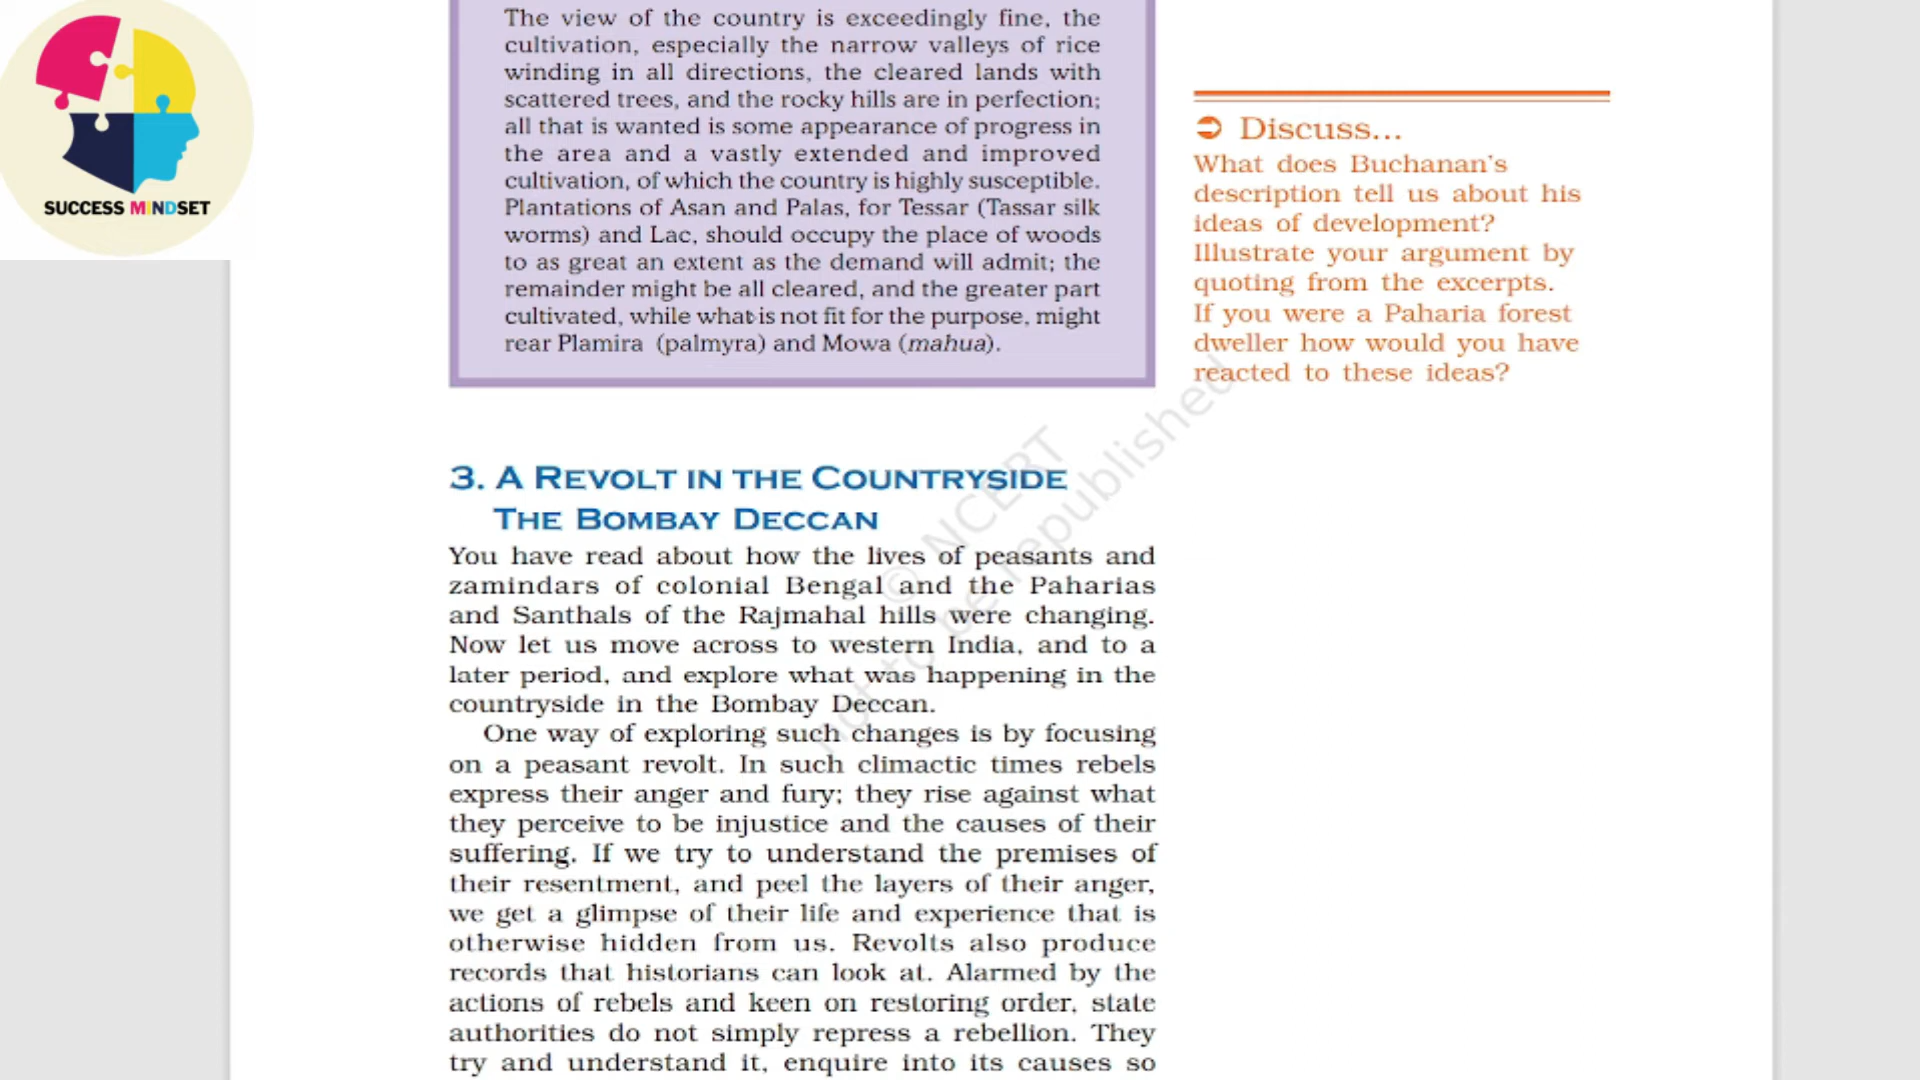 SUCCESS MINDSET
The view of the country is exceedingly fine, the
cultivation, especially the narrow valleys of rice
winding in all directions, the cleared lands with
scattered trees, and the rocky hills are in perfection;
all that is wanted is some appearance of progress in
the area and a vastly extended and improved
cultivation, of which the country is highly susceptible.
Plantations of Asan and Palas, for Tessar (Tassar silk
worms) and Lac, should occupy the place of woods
to as great an extent as the demand will admit; the
remainder might be all cleared, and the greater part
cultivated, while what is not fit for the purpose, might
rear Plamira (palmyra) and Mowa (mahua).
Discuss...
What does Buchanan's
description tell us about his
ideas of development?
Illustrate your argument by
quoting from the excerpts.
If you were a Paharia forest
dweller how would you have
reacted to these ideas?
3. A REVOLT IN THE COUNTRYSIDE
THE BOMBAY DECCAN
You have read about how the lives of peasants and
zamindars of colonial Bengal and the Paharias
and Santhals of the Rajmahal hills were changing.
Now let us move across to western India, and to a
later period, and explore what was happening in the
countryside in the Bombay Deccan.
One way of exploring such changes is by focusing
on a peasant revolt. In such climactic times rebels
express their anger and fury; they rise against what
they perceive to be injustice and the causes of their
suffering. If we try to understand the premises of
their resentment, and peel the layers of their anger,
we get a glimpse of their life and experience that is
otherwise hidden from us. Revolts also produce
records that historians can look at. Alarmed by the
actions of rebels and keen on restoring order, state
authorities do not simply repress a rebellion. They
try and understand it, enquire into its causes so
© NCERT
not to be republished